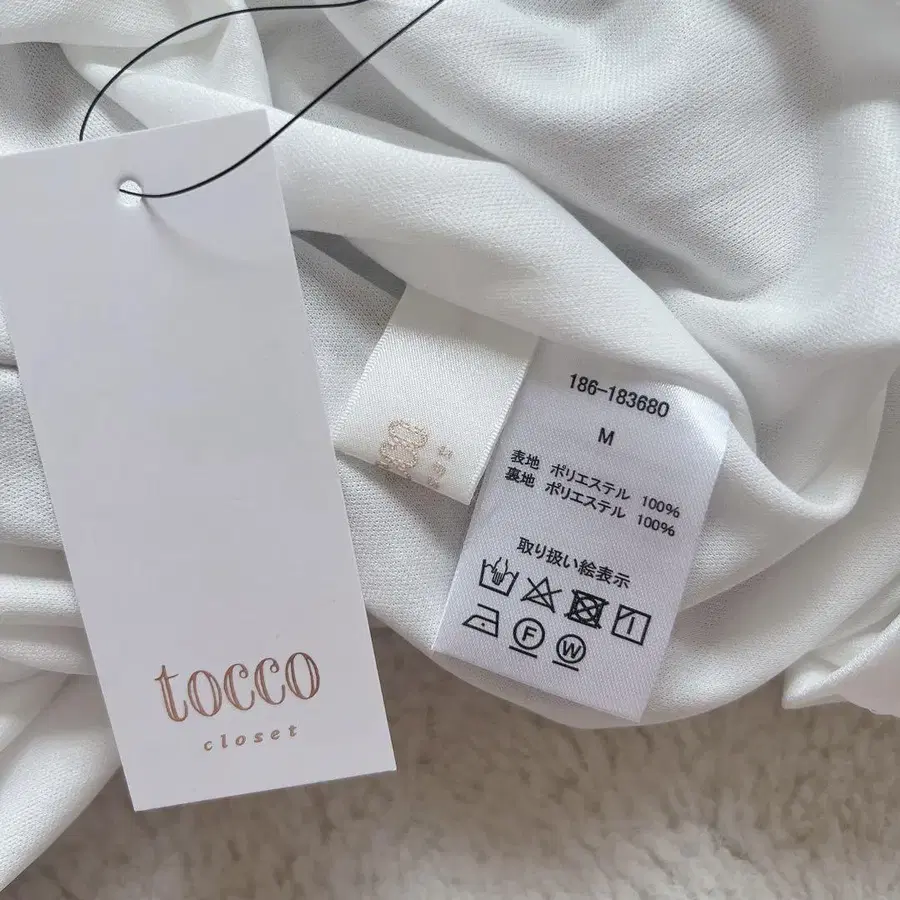 tocco
closet
186-183680
M
表地 ポリエステル 100%
裏地 ポリエステル 100%
取り扱い絵表示
F
W